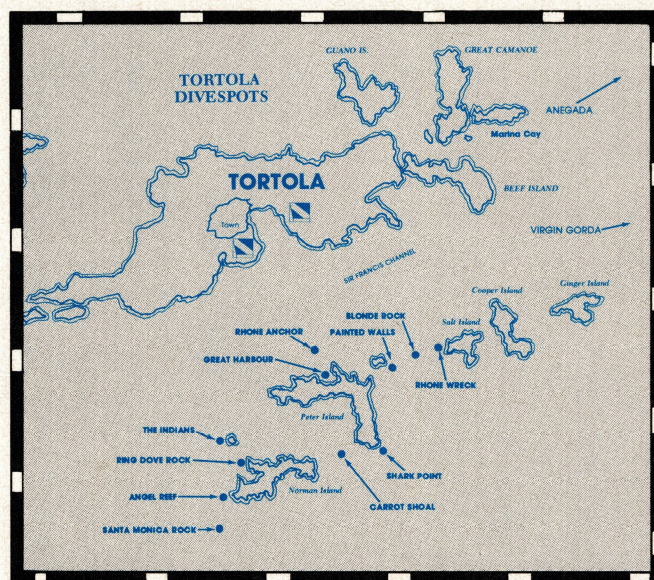 GUANO IS.
GREAT CAMANOE
TORTOLA
DIVESPOTS
ANEGADA
Marina Cay
TORTOLA
BEEF ISLAND
Town
VIRGIN GORDA
SIR FRANCIS CHANNEL
Cooper Island
Ginger Island
BLONDE ROCK
Salt Island
RHONE ANCHOR
PAINTED WALLS
GREAT HARBOUR
RHONE WRECK
Peter Island
THE INDIANS
RING DOVE ROCK
SHARK POINT
Norman Island
ANGEL REEF
CARROT SHOAL
SANTA MONICA ROCK